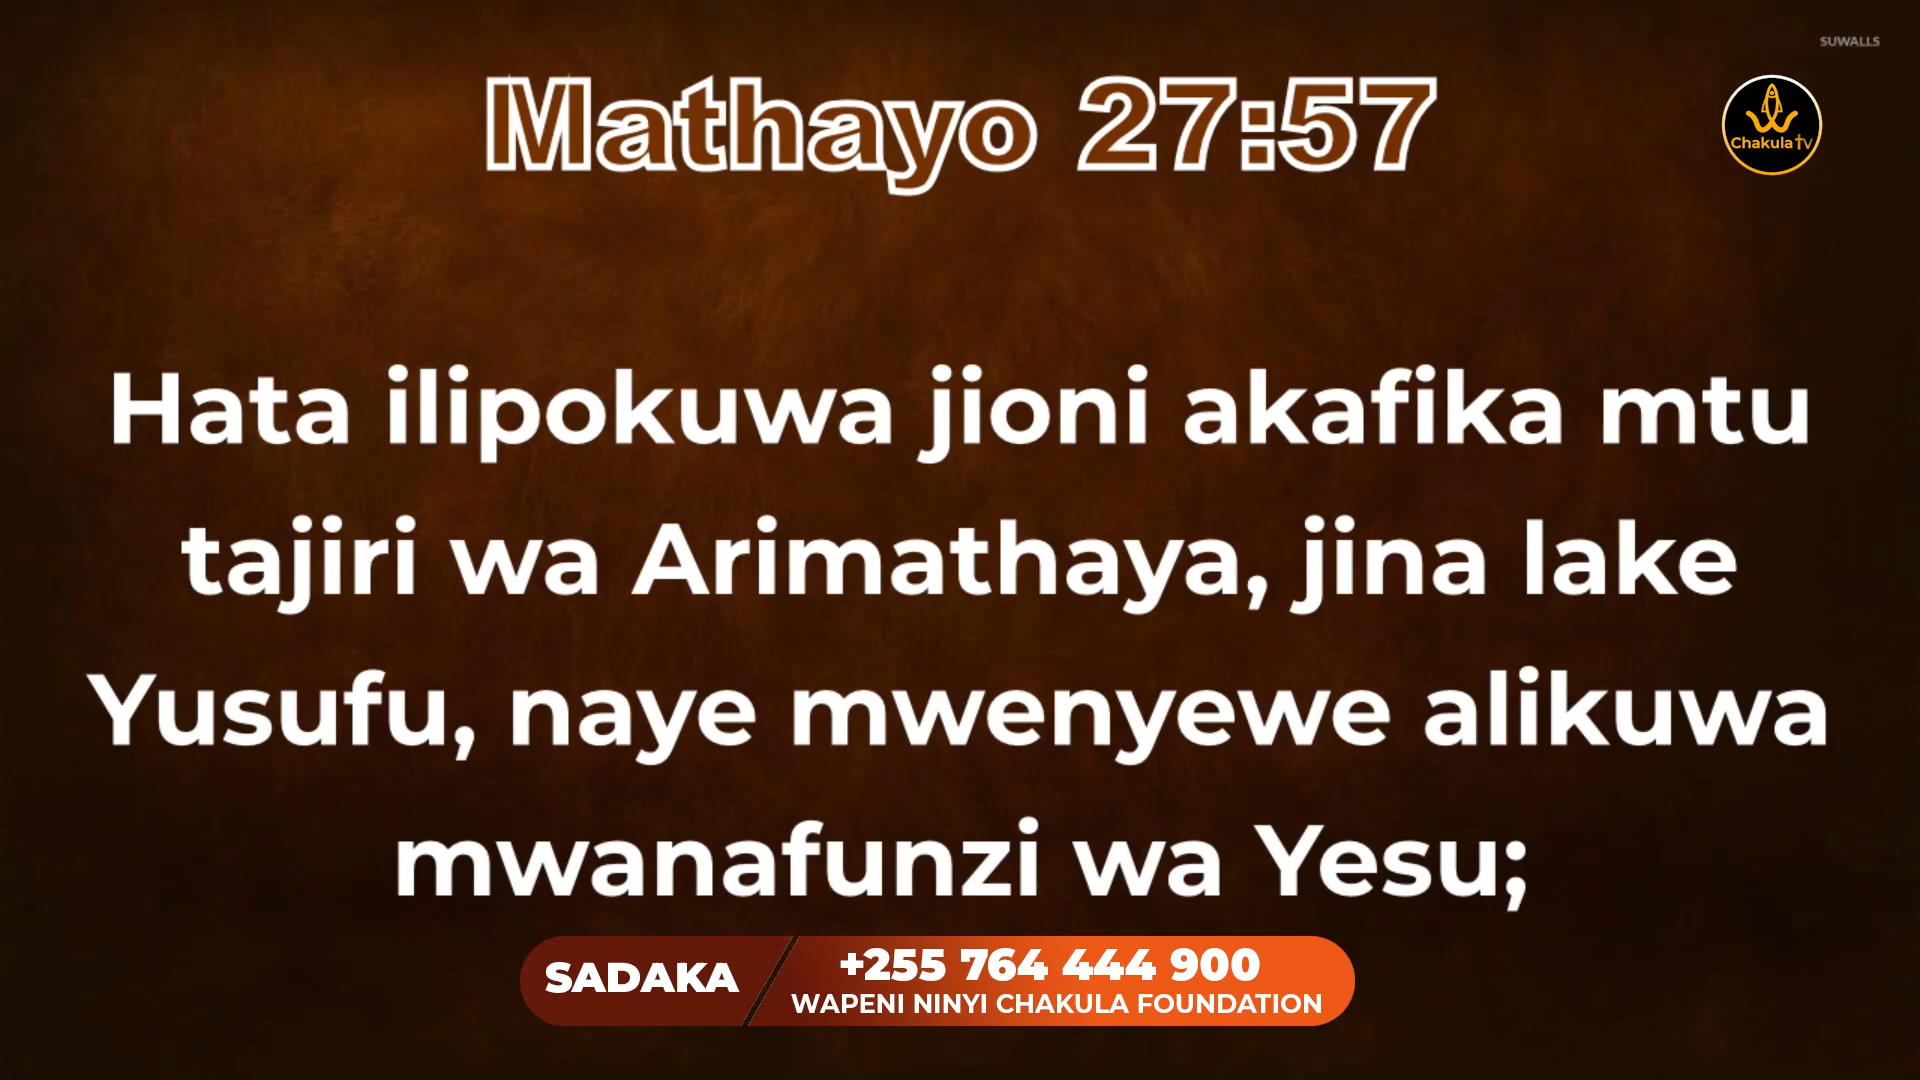 SUWALLS
Mathayo 27:57
Chakula tv
Hata ilipokuwa jioni akafika mtu
tajiri wa Arimathaya, jina lake
Yusufu, naye mwenyewe alikuwa
mwanafunzi wa Yesu;
SADAKA
+255 764 444 900
WAPENI NINYI CHAKULA FOUNDATION